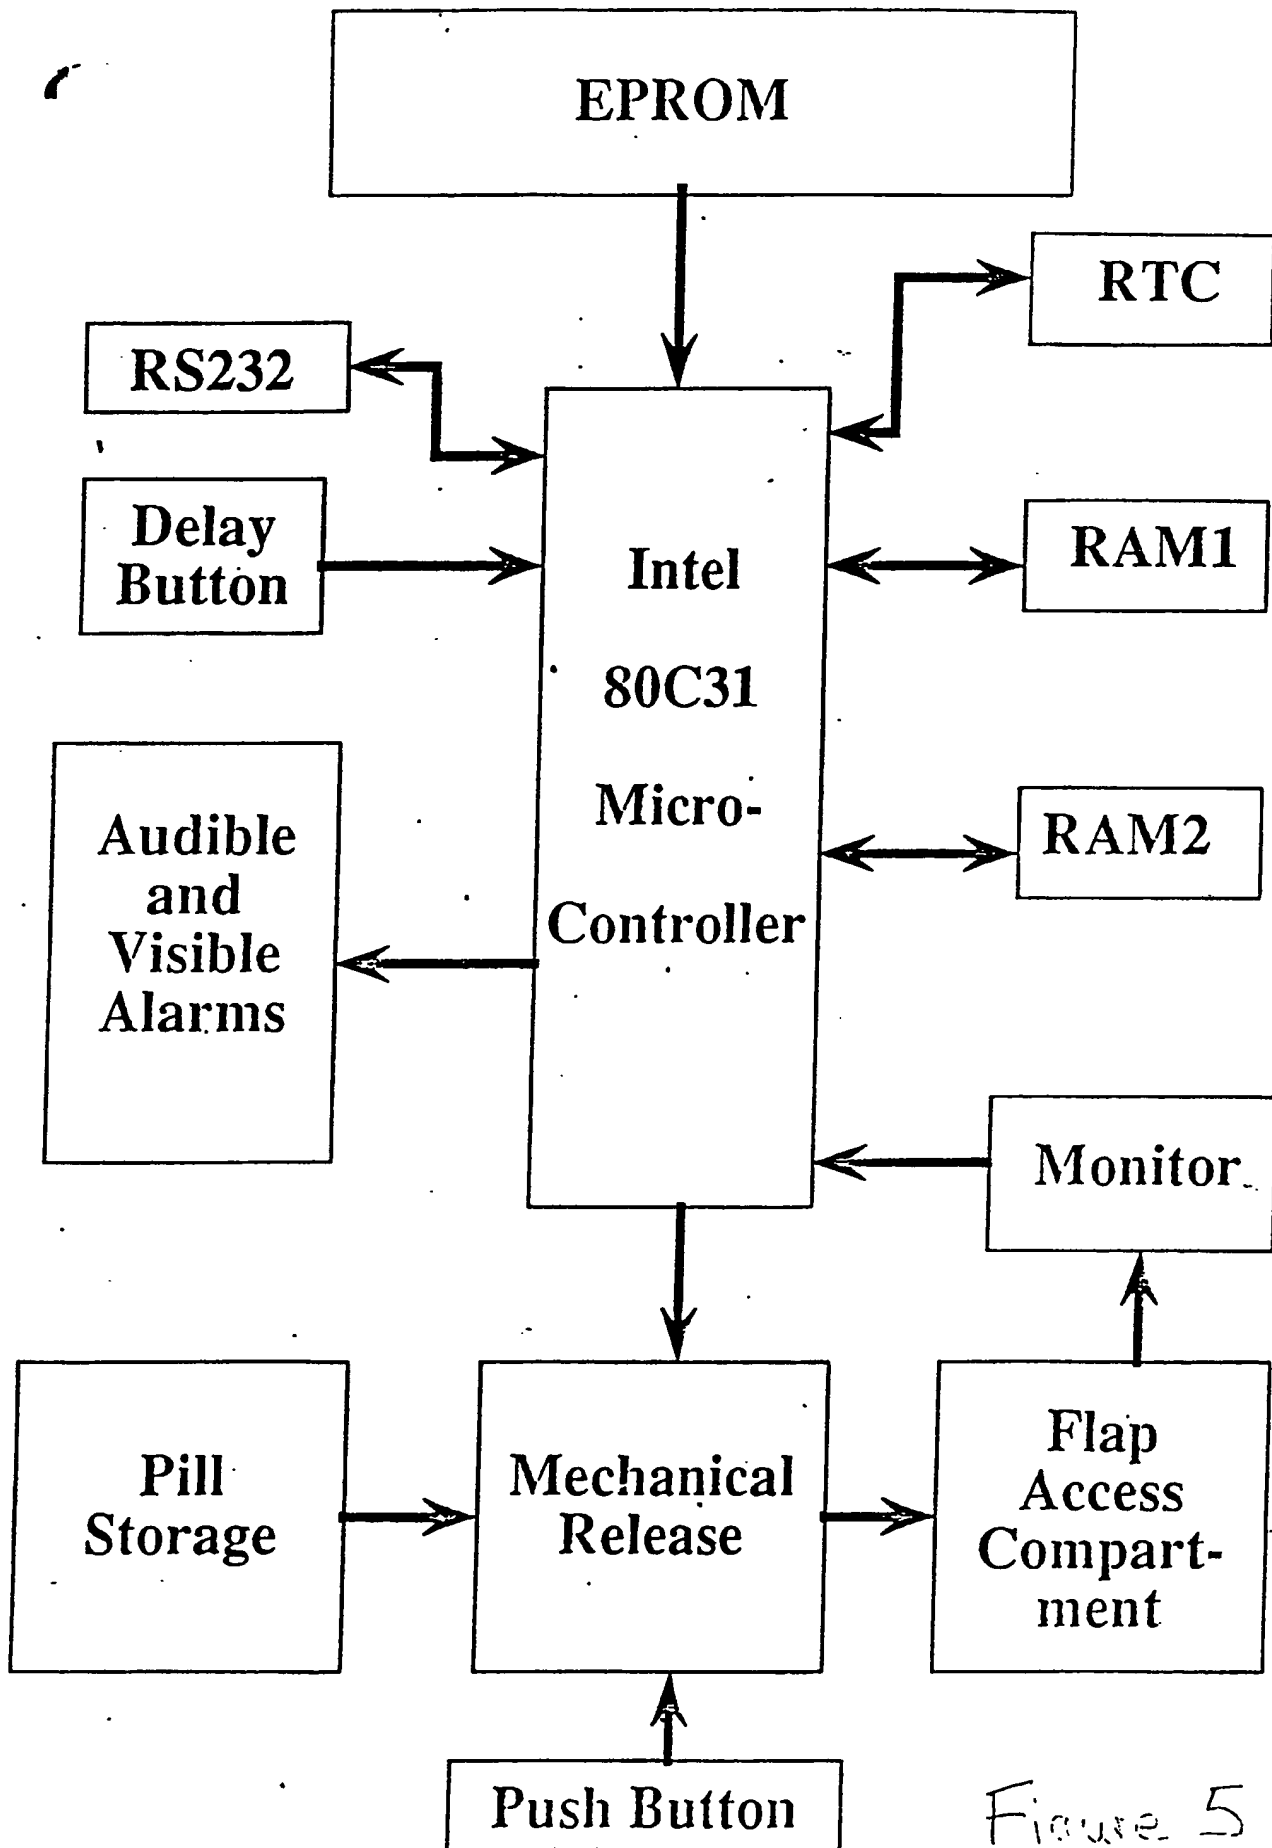 EPROM
RTC
RS232
Delay
Button
RAM1
Intel
80C31
Micro-
Controller
RAM2
Audible
and
Visible
Alarms
Monitor
Pill
Storage
Mechanical
Release
Flap
Access
Compart-
ment
Push Button
Figure 5